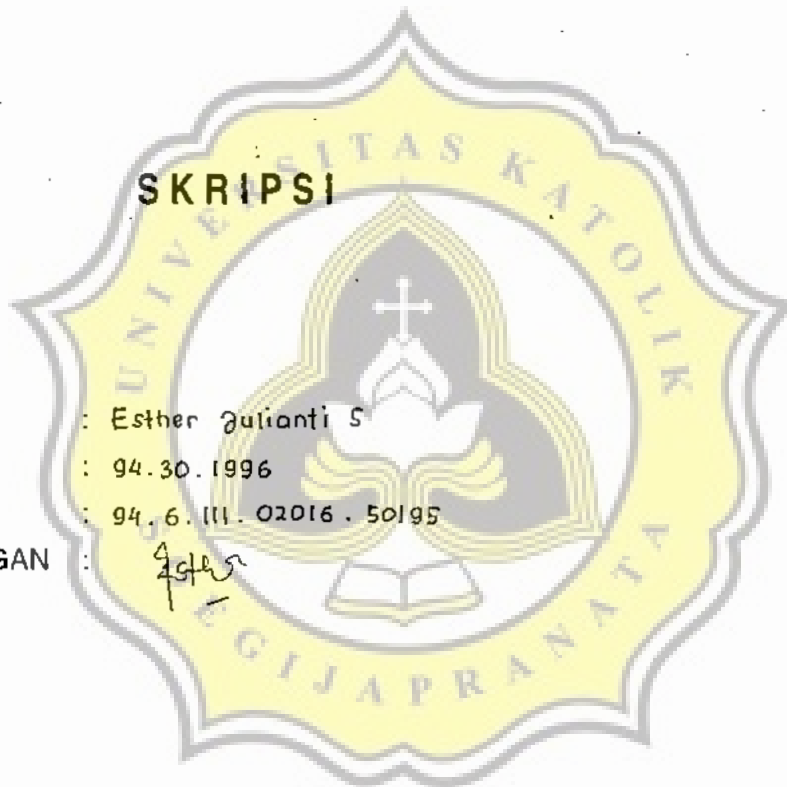 SKRIPSI
UNIVERSITAS KATOLIK
: Esther Julianti S
: 94.30.1996
: 94.6.111.02016.50195
GAN :
SOEGIJAPRANATA